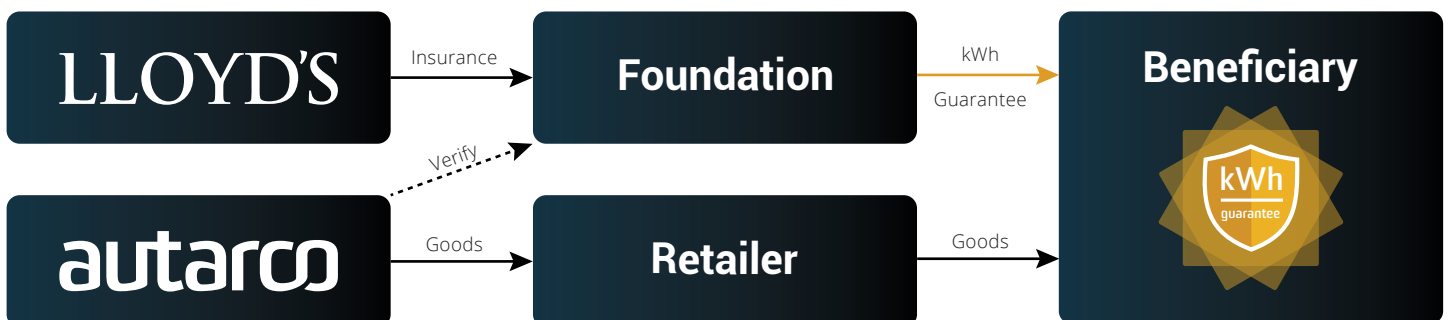 LLOYD'S
Insurance
Foundation
kWh
Guarantee
Beneficiary
kWh
guarantee
Verify
autarco
Goods
Retailer
Goods